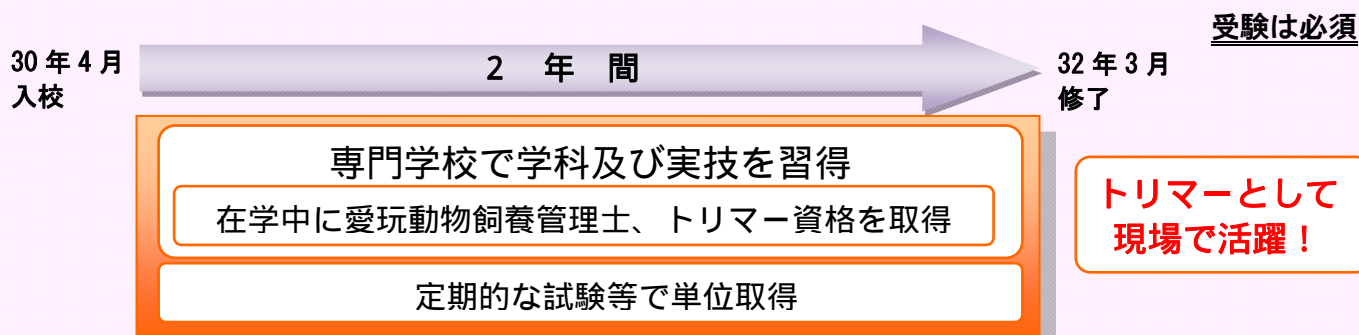 受験は必須
30年4月
入校
2年間
32年3月
修了
専門学校で学科及び実技を習得
在学中に愛玩動物飼養管理士、トリマー資格を取得
定期的な試験等で単位取得
トリマーとして
現場で活躍！